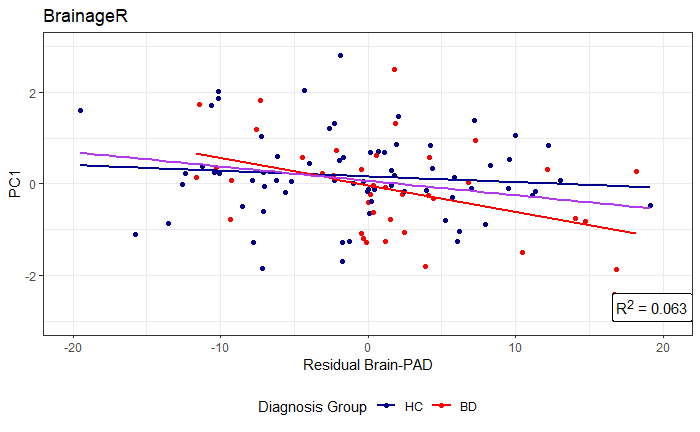 BrainageR
PC1
2
0
-2
R² = 0.063
-20 -10 0 10 20
Residual Brain-PAD
Diagnosis Group HC BD